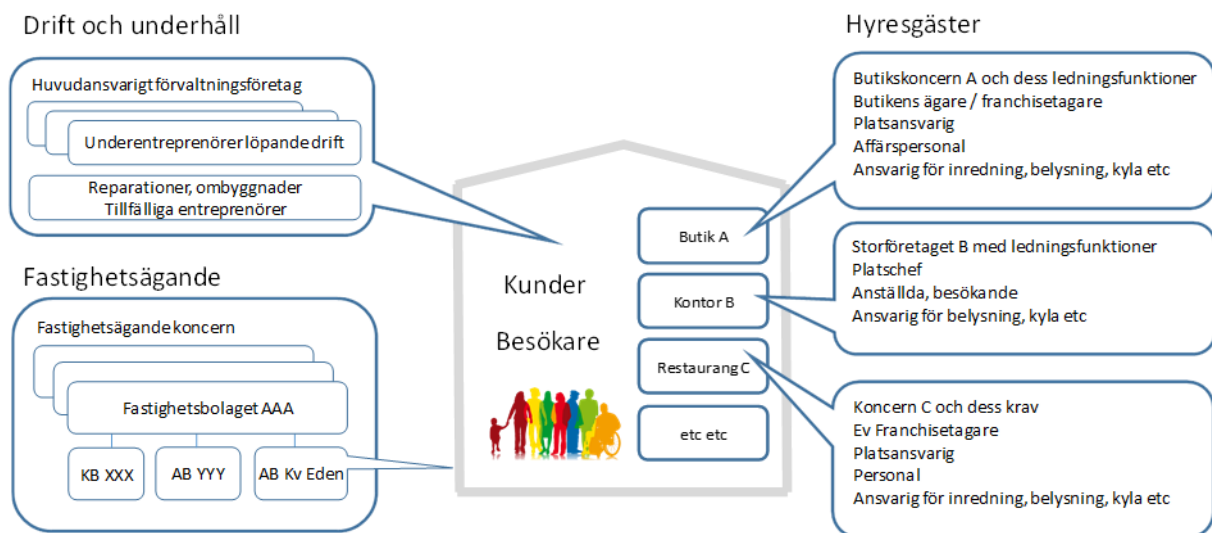 Drift och underhåll
Huvudansvarigt förvaltningsföretag
Underentreprenörer löpande drift
Reparationer, ombyggnader
Tillfälliga entreprenörer
Fastighetsägande
Fastighetsägande koncern
Fastighetsbolaget AAA
KB XXX
AB YYY
AB Kv Eden
Kunder
Besökare
Butik A
Kontor B
Restaurang C
etc etc
Hyresgäster
Butikskoncern A och dess ledningsfunktioner
Butikens ägare / franchisetagare
Platsansvarig
Affärspersonal
Ansvarig för inredning, belysning, kyla etc
Storföretaget B med ledningsfunktioner
Platschef
Anställda, besökande
Ansvarig för belysning, kyla etc
Koncern C och dess krav
Ev Franchisetagare
Platsansvarig
Personal
Ansvarig för inredning, belysning, kyla etc